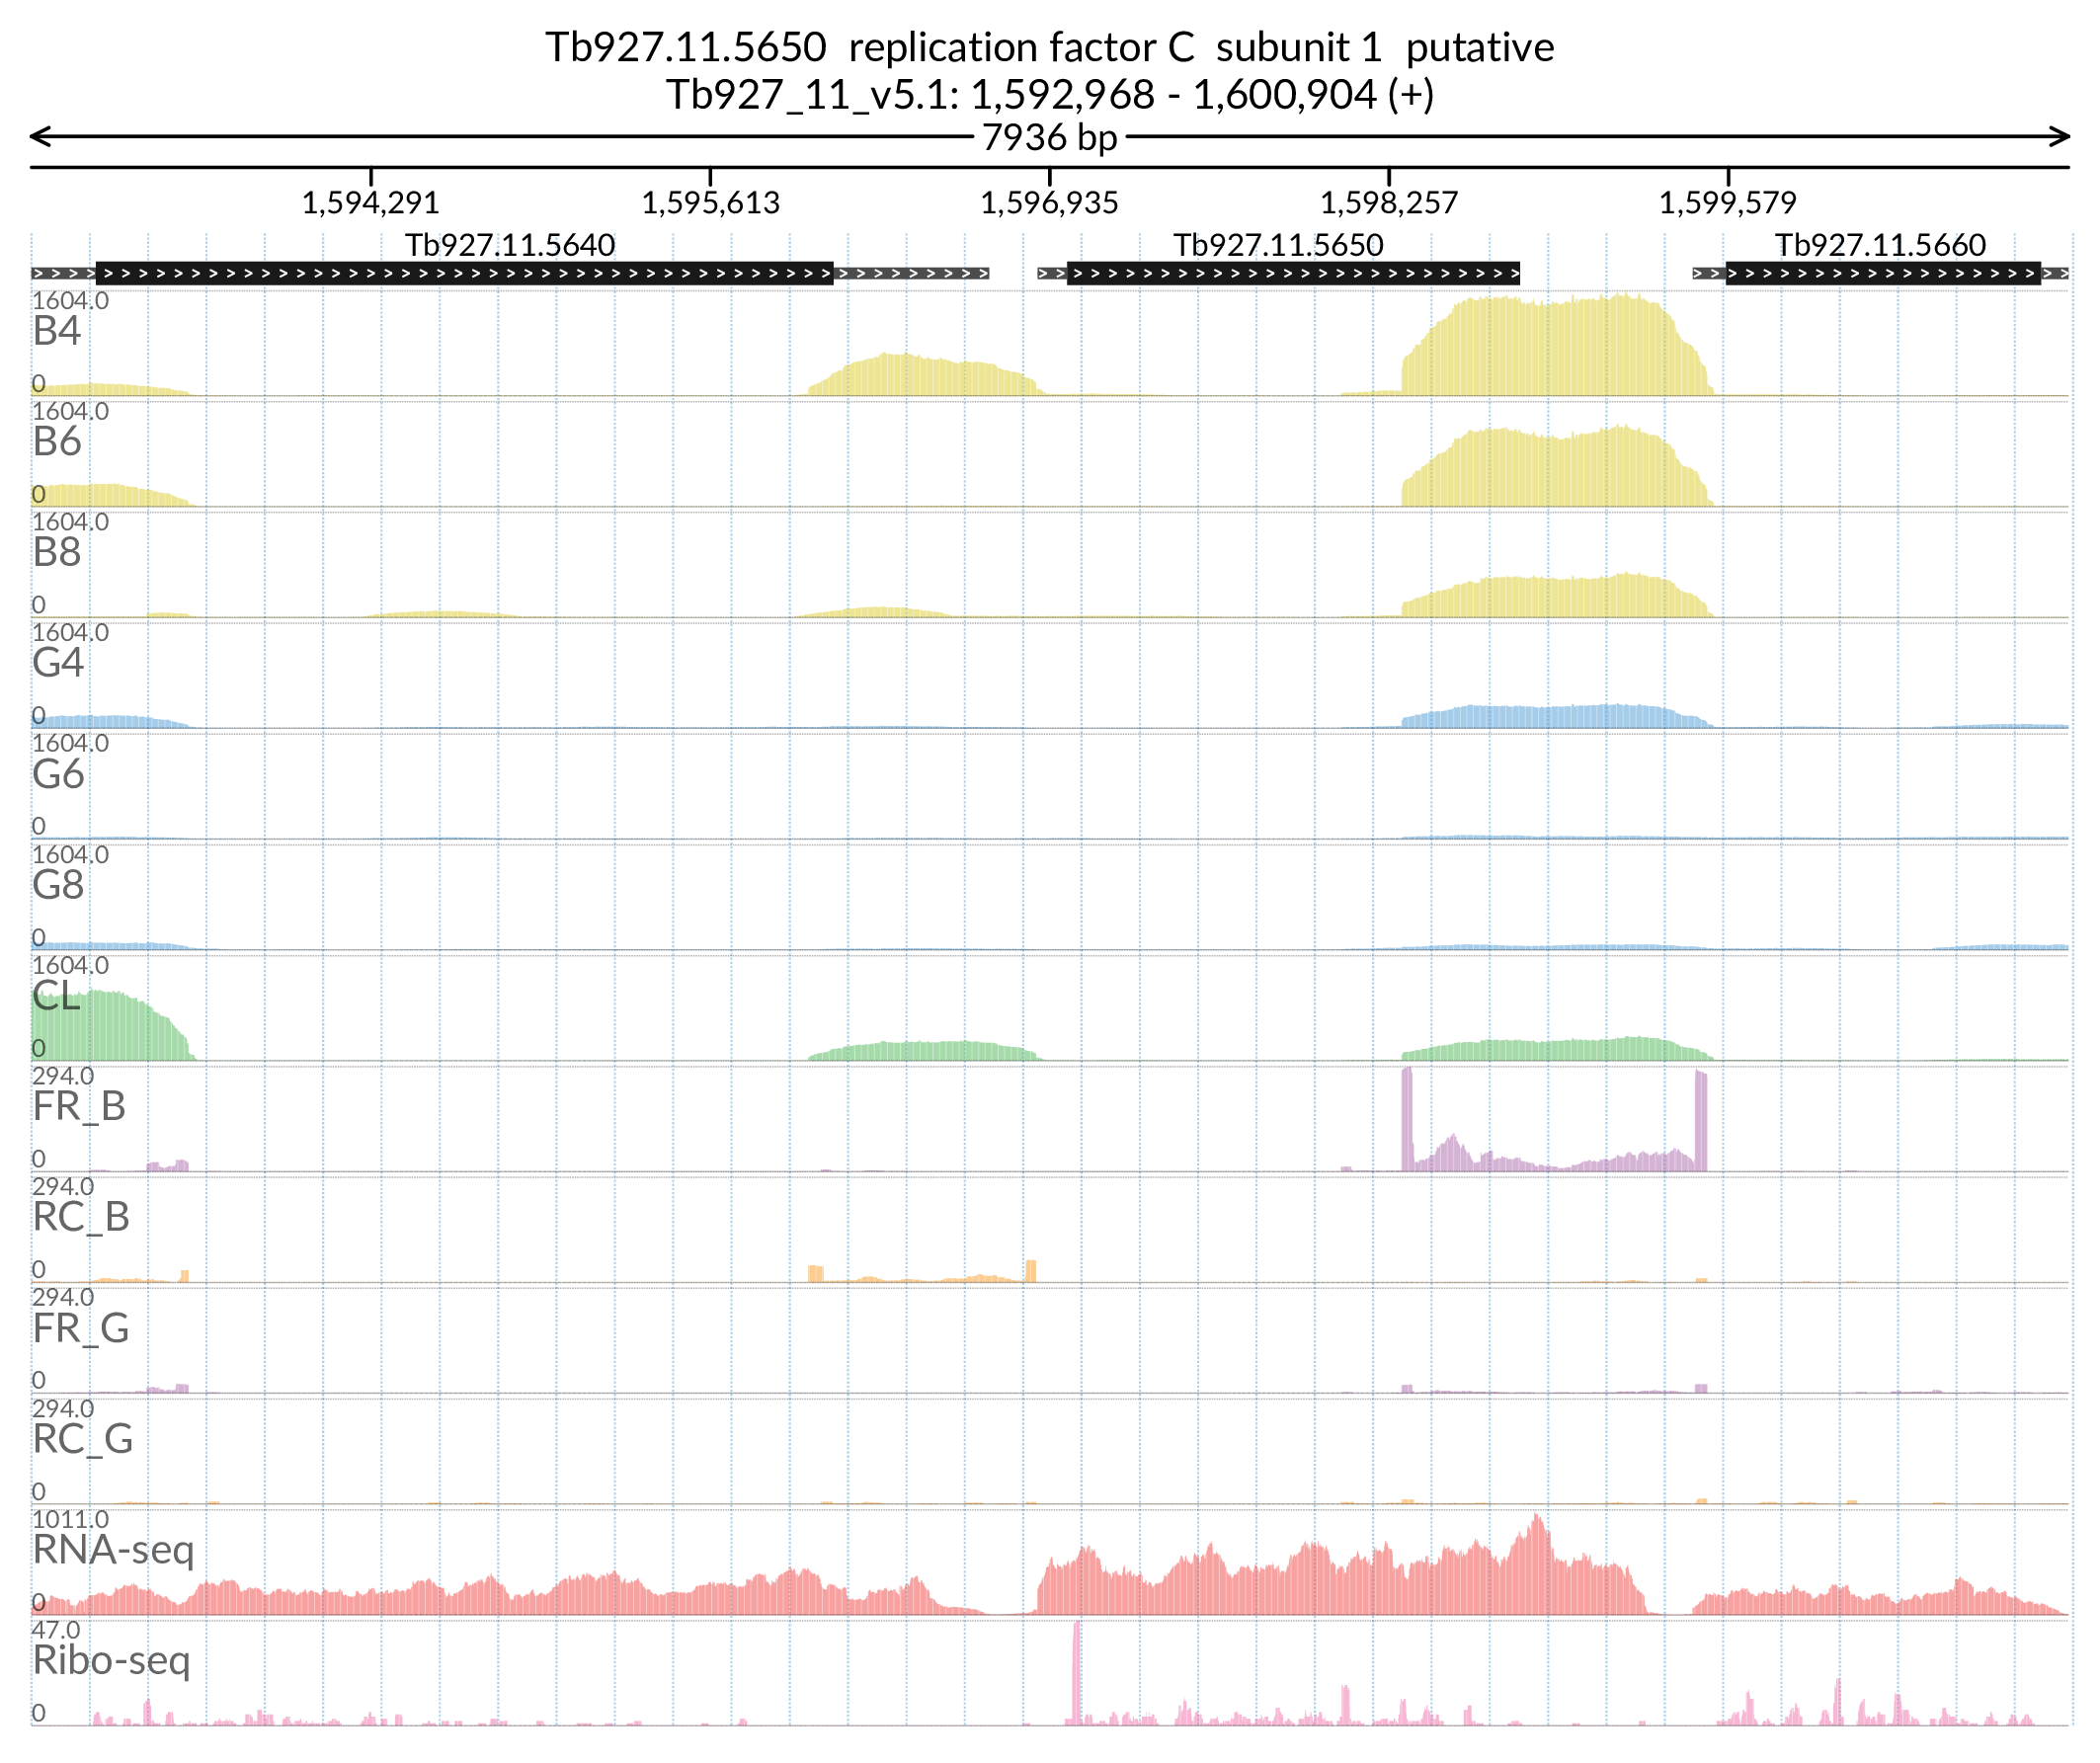 Tb927.11.5650 replication factor C subunit 1 putative
Tb927_11_v5.1: 1,592,968 - 1,600,904 (+)
7936 bp
1,594,291 1,595,613 1,596,935 1,598,257 1,599,579
Tb927.11.5640 Tb927.11.5650 Tb927.11.5660
1604.0
B4
0
1604.0
B6
0
1604.0
B8
0
1604.0
G4
0
1604.0
G6
0
1604.0
G8
0
1604.0
CL
0
294.0
FR_B
0
294.0
RC_B
0
294.0
FR_G
0
294.0
RC_G
0
1011.0
RNA-seq
0
47.0
Ribo-seq
0